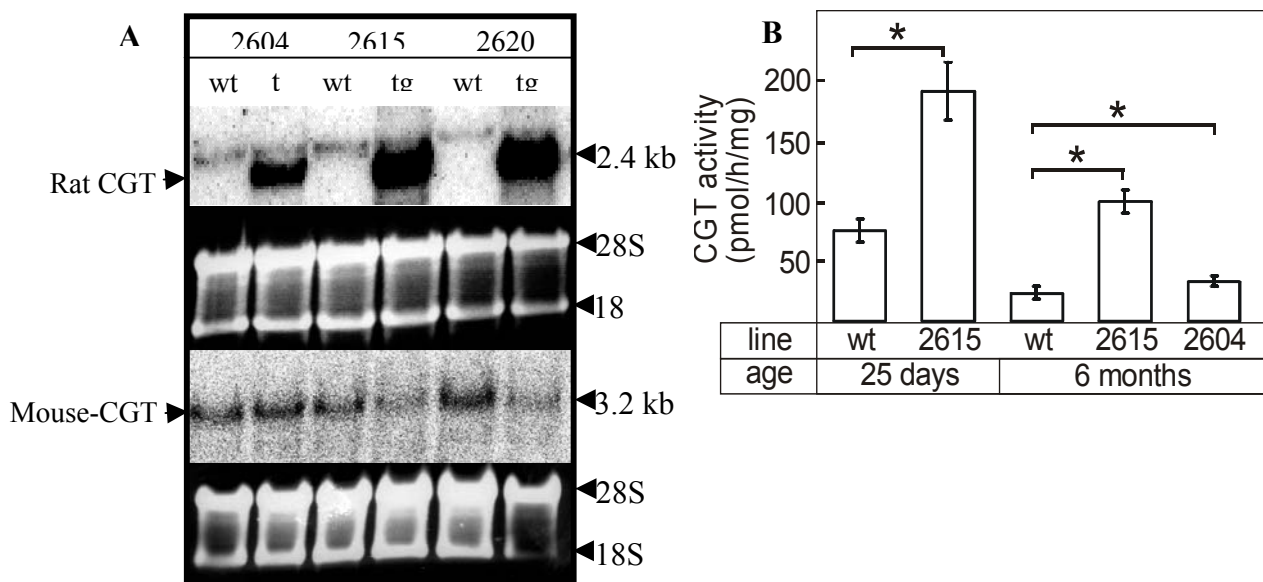 A
2604 2615 2620
wt t wt tg wt tg
Rat CGT
2.4 kb
28S
18
Mouse-CGT
3.2 kb
28S
18S
B
*
*
*
CGT activity
(pmol/h/mg)
200
150
100
50
line wt 2615 wt 2615 2604
age 25 days 6 months